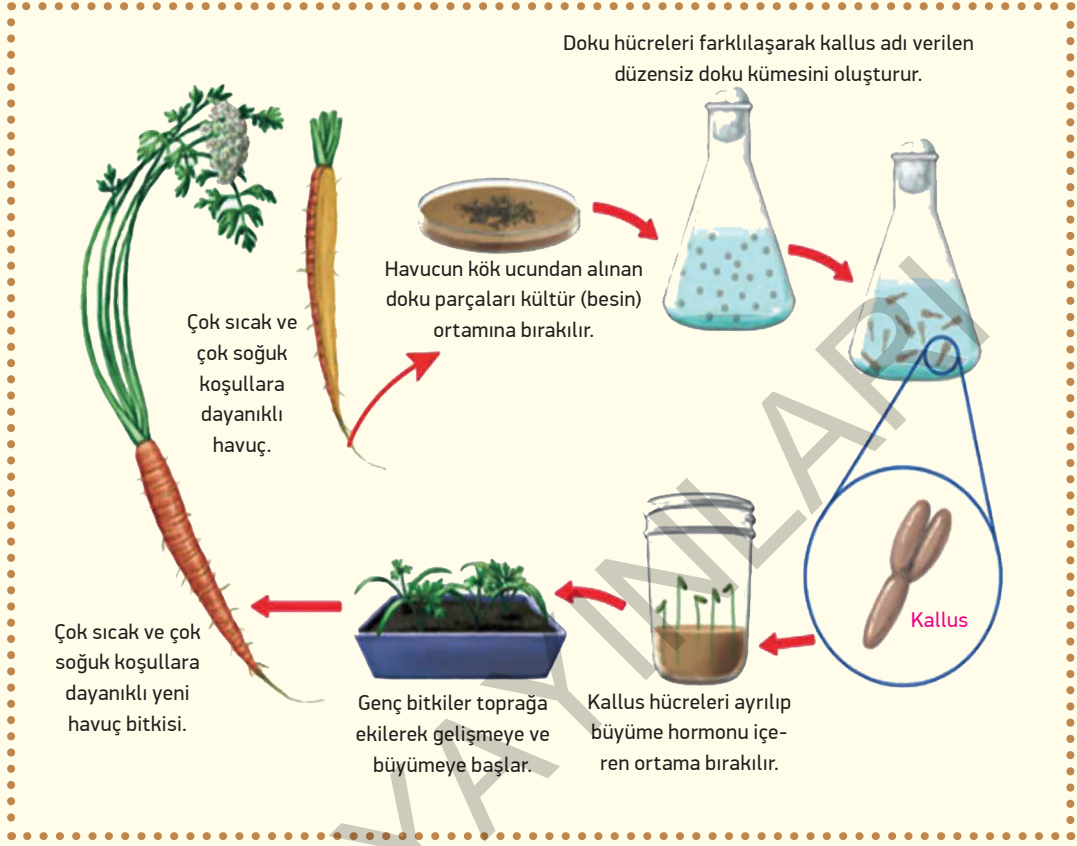 Doku hücreleri farklılaşarak kallus adı verilen
düzensiz doku kümesini oluşturur.
Çok sıcak ve
çok soğuk
koşullara
dayanıklı
havuç.
Havucun kök ucundan alınan
doku parçaları kültür (besin)
ortamına bırakılır.
Kallus
Kallus hücreleri ayrılıp
büyüme hormonu içe-
ren ortama bırakılır.
Genç bitkiler toprağa
ekilerek gelişmeye ve
büyümeye başlar.
Çok sıcak ve çok
soğuk koşullara
dayanıklı yeni
havuç bitkisi.
YAYINLARI